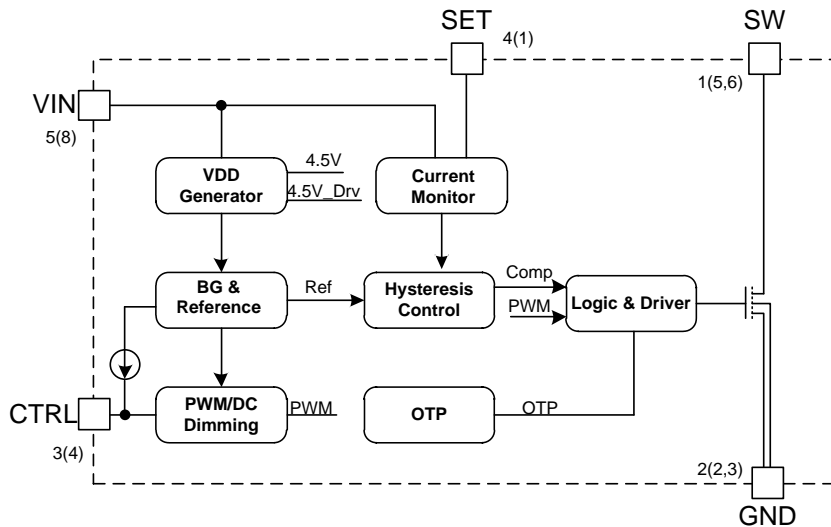 SET
4(1)
SW
1(5,6)
VIN
5(8)
VDD
Generator
4.5V
4.5V_Drv
Current
Monitor
BG &
Reference
Ref
Hysteresis
Control
Comp
PWM
Logic & Driver
CTRL
3(4)
PWM/DC
Dimming
PWM
OTP
OTP
2(2,3)
GND